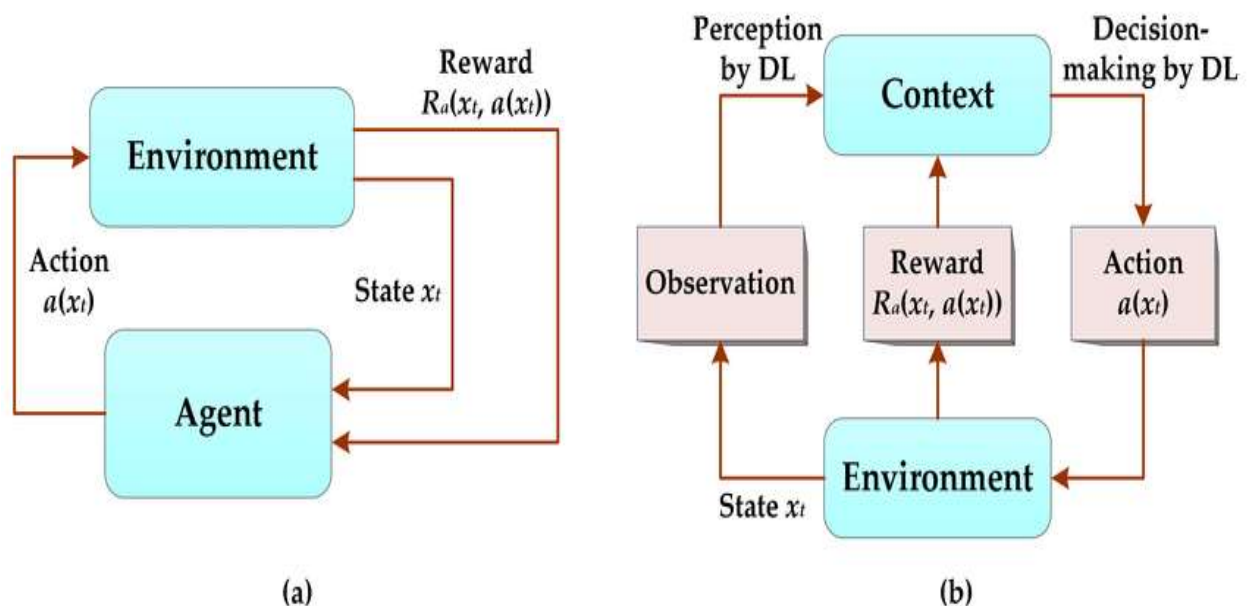 Reward
Rₐ(xₜ, a(xₜ))
Environment
Action
a(xₜ)
State xₜ
Agent
(a)
Perception
by DL
Decision-
making by DL
Context
Observation
Reward
Rₐ(xₜ, a(xₜ))
Action
a(xₜ)
Environment
State xₜ
(b)